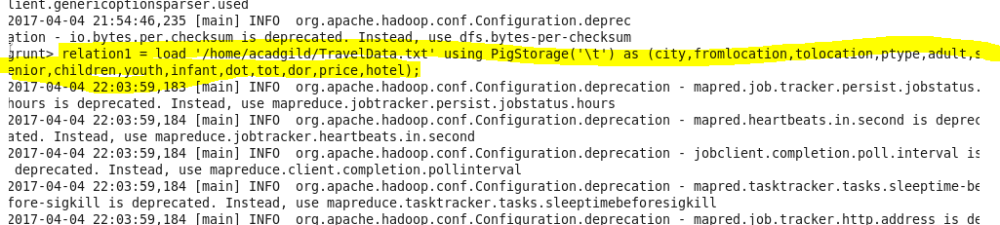 lient.genericoptionsparser.used
2017-04-04 21:54:46,235 [main] INFO  org.apache.hadoop.conf.Configuration.deprec
ation - io.bytes.per.checksum is deprecated. Instead, use dfs.bytes-per-checksum
grunt> relation1 = load '/home/acadgild/TravelData.txt' using PigStorage('\t') as (city,fromlocation,tolocation,ptype,adult,s
enior,children,youth,infant,dot,tot,dor,price,hotel);
2017-04-04 22:03:59,183 [main] INFO  org.apache.hadoop.conf.Configuration.deprecation - mapred.job.tracker.persist.jobstatus.
hours is deprecated. Instead, use mapreduce.jobtracker.persist.jobstatus.hours
2017-04-04 22:03:59,184 [main] INFO  org.apache.hadoop.conf.Configuration.deprecation - mapred.heartbeats.in.second is deprec
ated. Instead, use mapreduce.jobtracker.heartbeats.in.second
2017-04-04 22:03:59,184 [main] INFO  org.apache.hadoop.conf.Configuration.deprecation - jobclient.completion.poll.interval is
 deprecated. Instead, use mapreduce.client.completion.pollinterval
2017-04-04 22:03:59,184 [main] INFO  org.apache.hadoop.conf.Configuration.deprecation - mapred.tasktracker.tasks.sleeptime-be
fore-sigkill is deprecated. Instead, use mapreduce.tasktracker.tasks.sleeptimebeforesigkill
2017-04-04 22:03:59,184 [main] INFO  org.apache.hadoop.conf.Configuration.deprecation - mapred.job.tracker.http.address is de